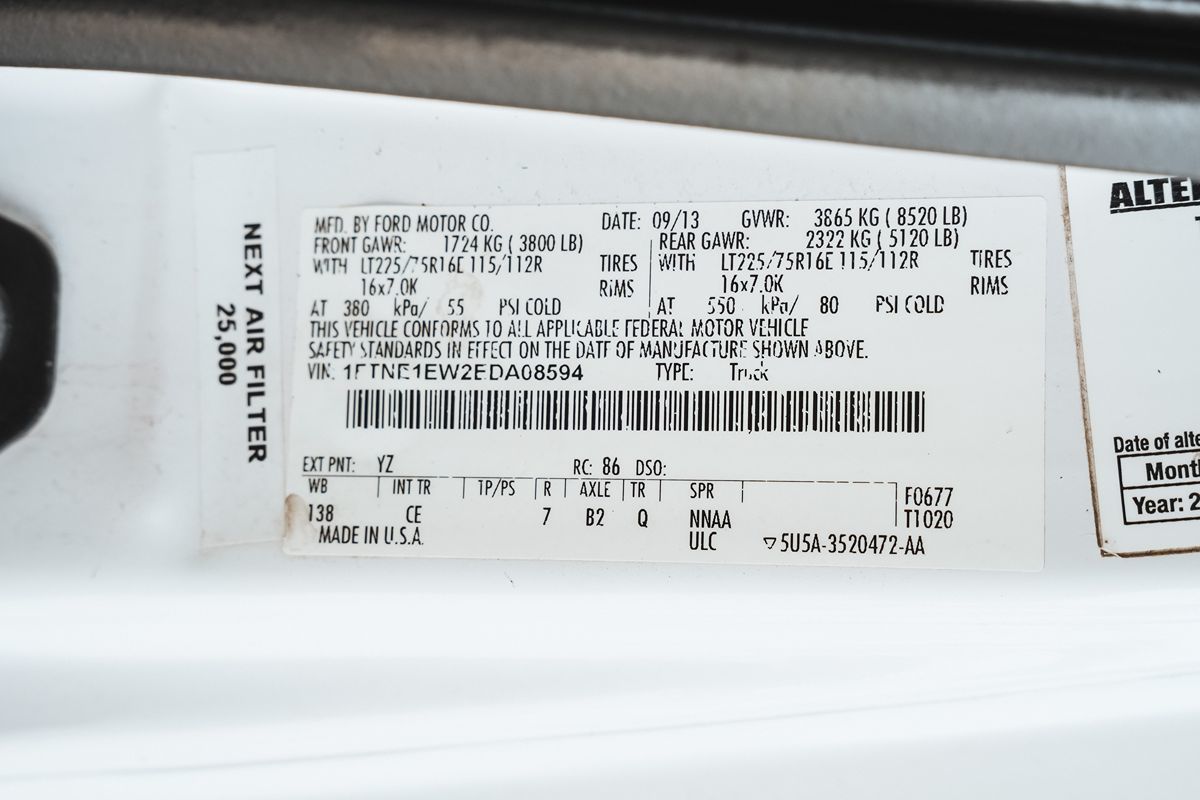 NEXT AIR FILTER
25,000
MFD. BY FORD MOTOR CO. DATE: 09/13 GVWR: 3865 KG ( 8520 LB)
FRONT GAWR: 1724 KG ( 3800 LB) REAR GAWR: 2322 KG ( 5120 LB)
WITH LT225/75R16E 115/112R TIRES WITH LT225/75R16E 115/112R TIRES
16x7.0K RIMS 16x7.0K RIMS
AT 380 kPa/ 55 PSI COLD AT 550 kPa/ 80 PSI COLD
THIS VEHICLE CONFORMS TO ALL APPLICABLE FEDERAL MOTOR VEHICLE
SAFETY STANDARDS IN EFFECT ON THE DATE OF MANUFACTURE SHOWN ABOVE.
VIN: 1FTNE1EW2EDA08594 TYPE: Truck
EXT PNT: YZ RC: 86 DSO:
WB INT TR TP/PS R AXLE TR SPR F0677
138 CE 7 B2 Q NNAA T1020
MADE IN U.S.A. ULC ▽5U5A-3520472-AA
ALTE
Date of alte
Mont
Year: 2